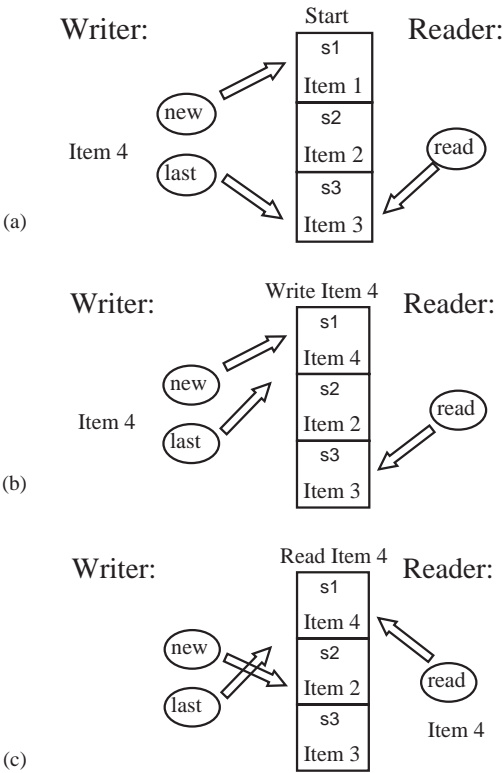 Start
Writer:
Reader:
s1
Item 1
new
s2
read
Item 4
Item 2
last
s3
(a)
Item 3
Write Item 4
Writer:
Reader:
s1
Item 4
new
s2
read
Item 4
Item 2
last
s3
(b)
Item 3
Read Item 4
Writer:
Reader:
s1
Item 4
new
s2
Item 2
read
last
s3
Item 4
(c)
Item 3